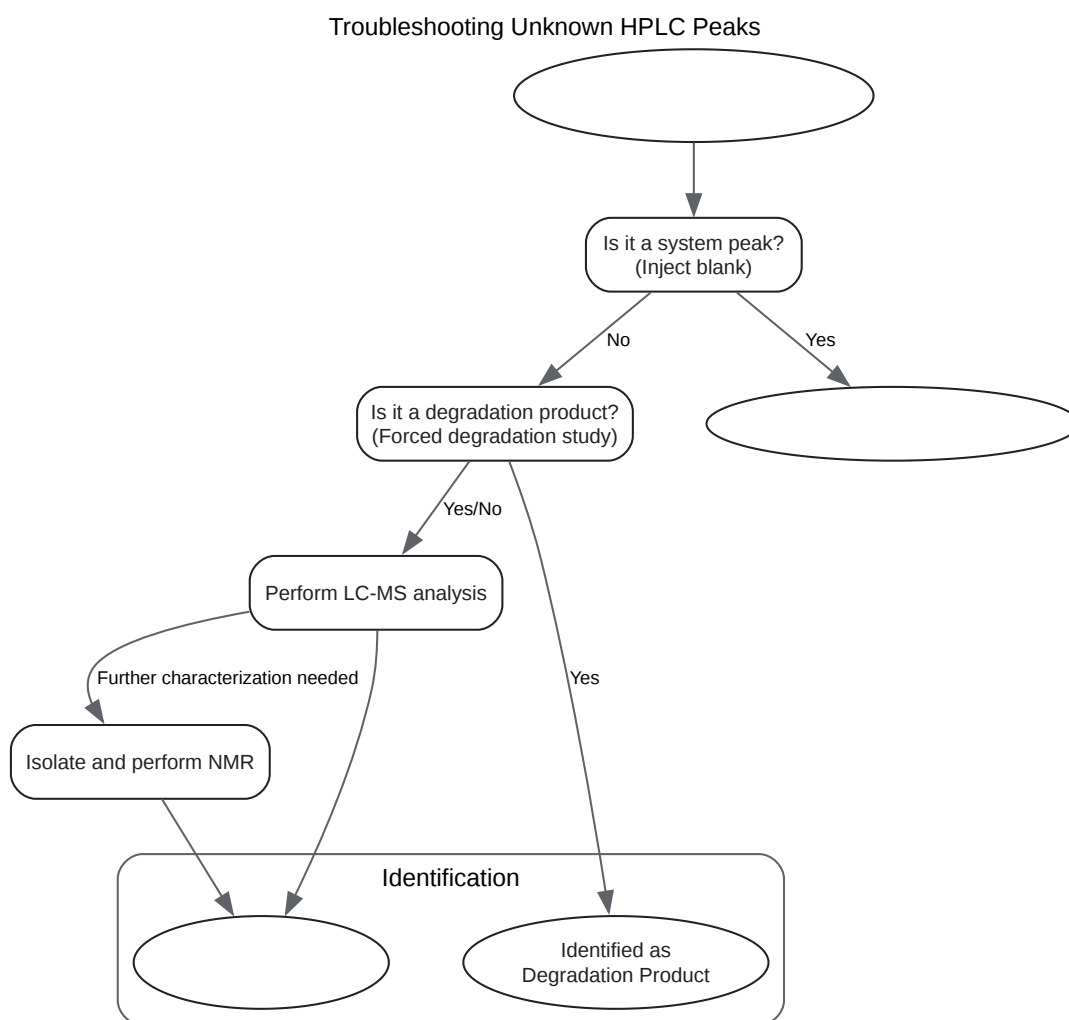 Troubleshooting Unknown HPLC Peaks
Is it a system peak?
(Inject blank)
No
Yes
Is it a degradation product?
(Forced degradation study)
Yes/No
Perform LC-MS analysis
Further characterization needed
Yes
Isolate and perform NMR
Identification
Identified as
Degradation Product